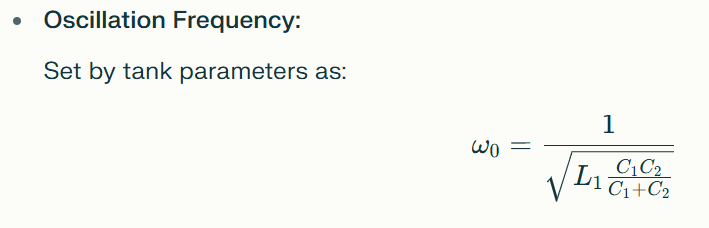 • Oscillation Frequency:
Set by tank parameters as:
ω₀ = 1 / √(L₁ C₁C₂ / (C₁+C₂))